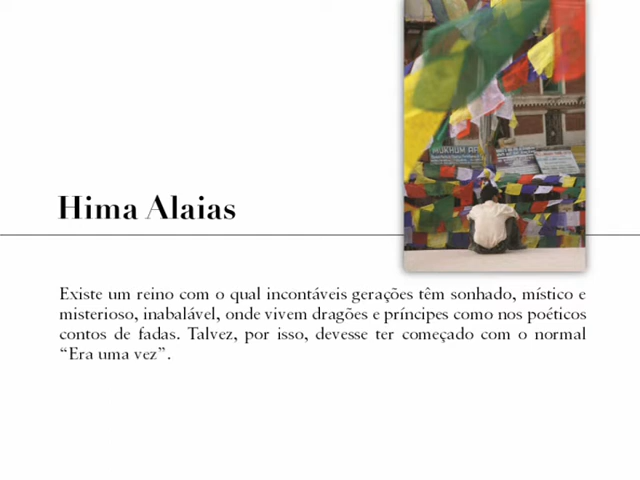 Hima Alaias
Existe um reino com o qual incontáveis gerações têm sonhado, místico e
misterioso, inabalável, onde vivem dragões e príncipes como nos poéticos
contos de fadas. Talvez, por isso, devesse ter começado com o normal
“Era uma vez”.